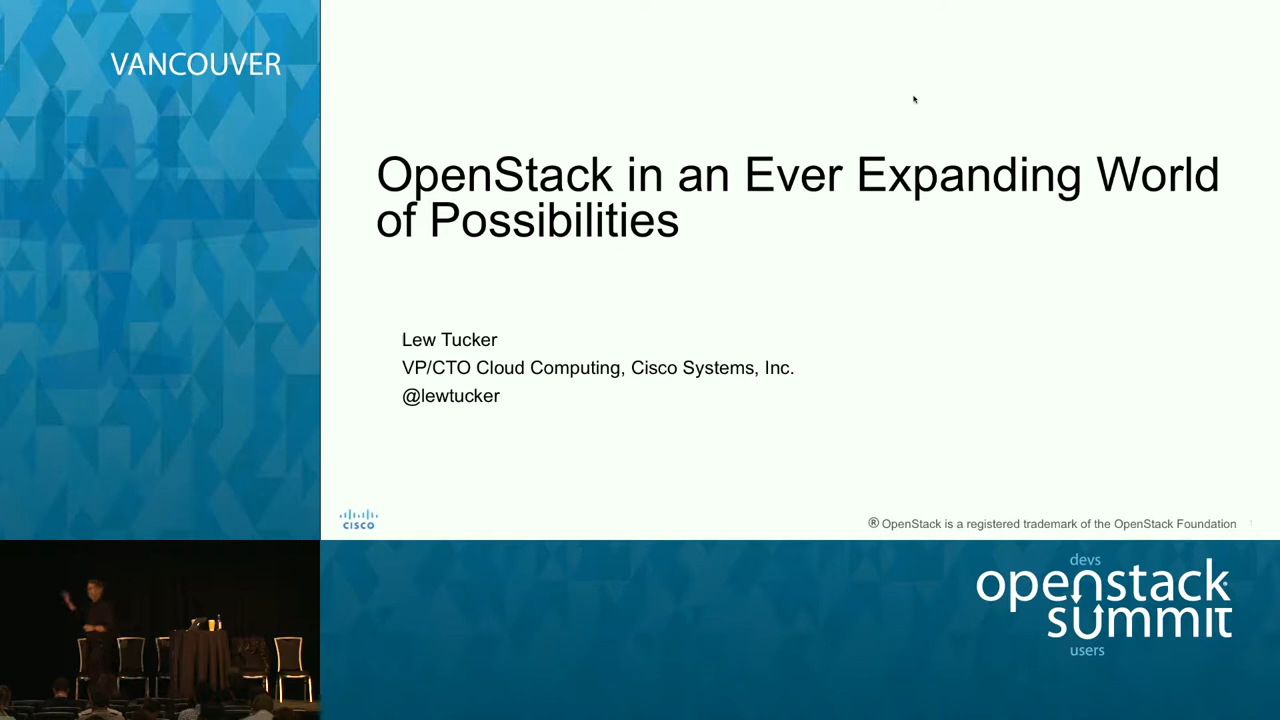 VANCOUVER
OpenStack in an Ever Expanding World
of Possibilities
Lew Tucker
VP/CTO Cloud Computing, Cisco Systems, Inc.
@lewtucker
CISCO
® OpenStack is a registered trademark of the OpenStack Foundation
1
devs
openstack
summit
users